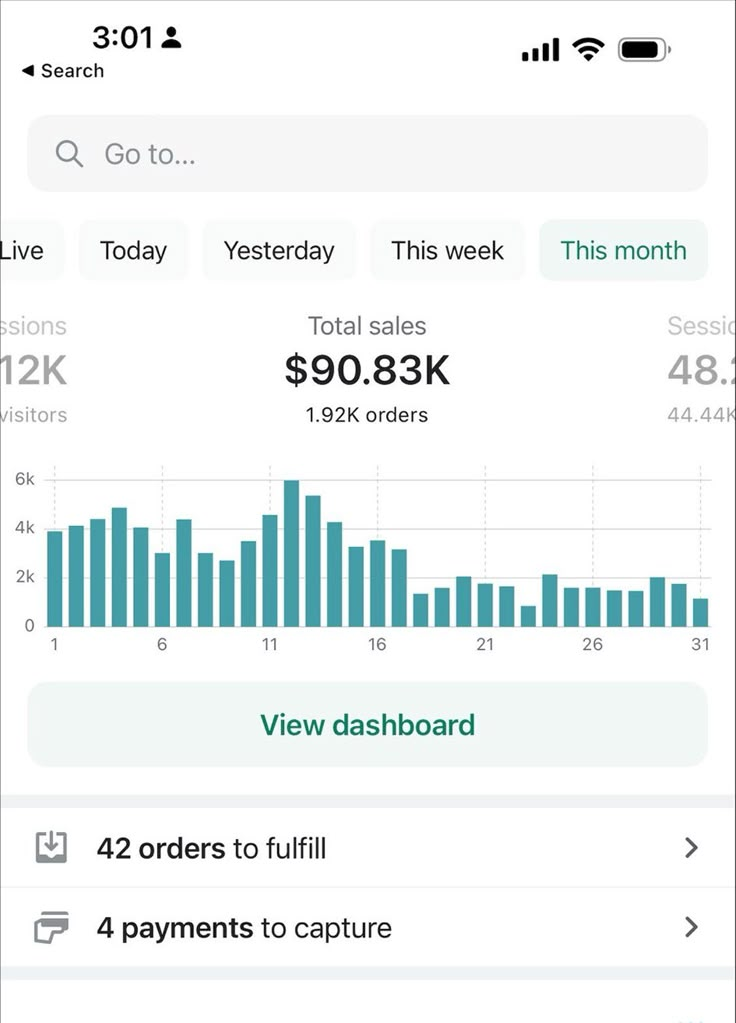 3:01
Search
Go to...
Live Today Yesterday This week This month
Total sales
$90.83K
1.92K orders
12K
visitors
48.
44.44K
6k
4k
2k
0
1 6 11 16 21 26 31
View dashboard
42 orders to fulfill
4 payments to capture